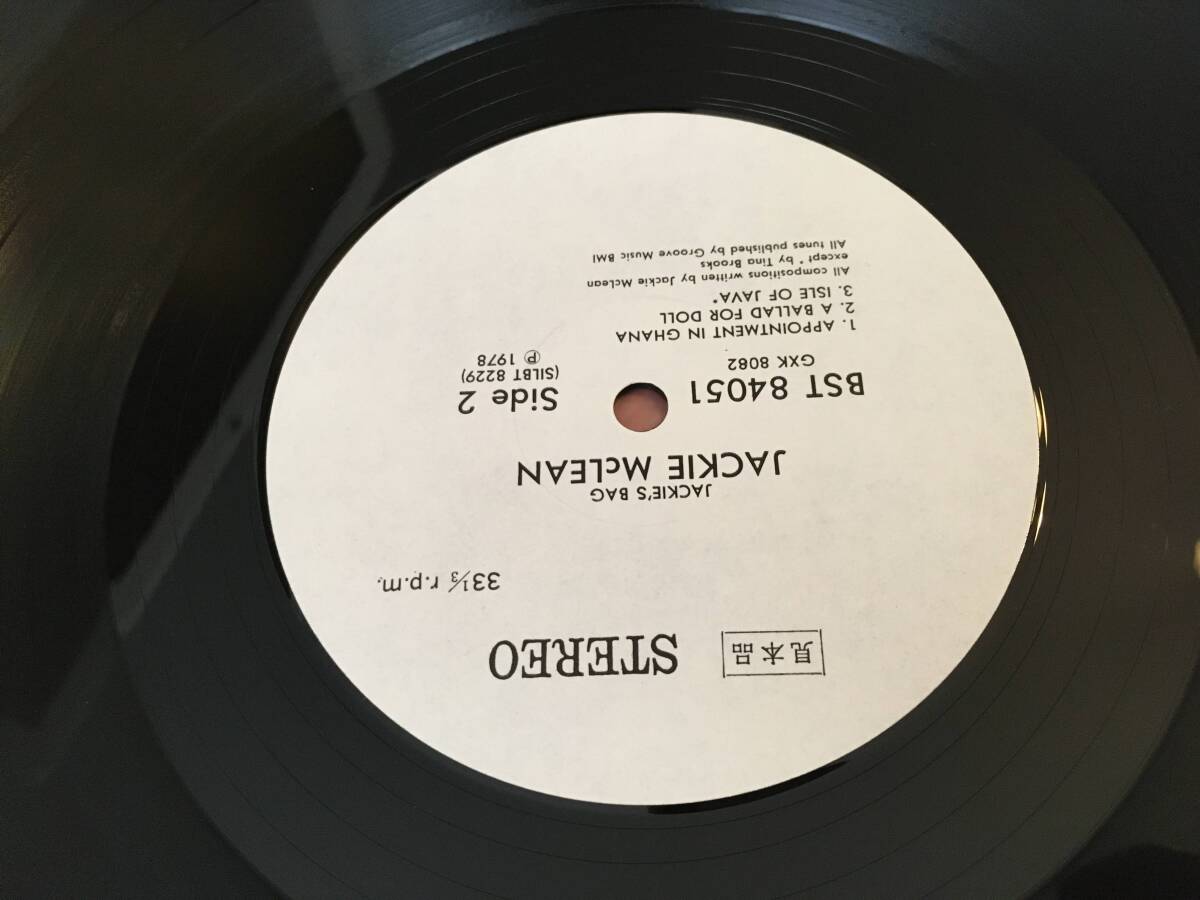 見本品 STEREO
33⅓ r.p.m.
JACKIE'S BAG
JACKIE McLEAN
BST 84051 Side 2
GXK 8082 (SILBT 8229)
Ⓟ 1978
1. APPOINTMENT IN GHANA
2. A BALLAD FOR DOLL
3. ISLE OF JAVA*
All compositions written by Jackie McLean
except * by Tina Brooks
All tunes published by Groove Music BMI